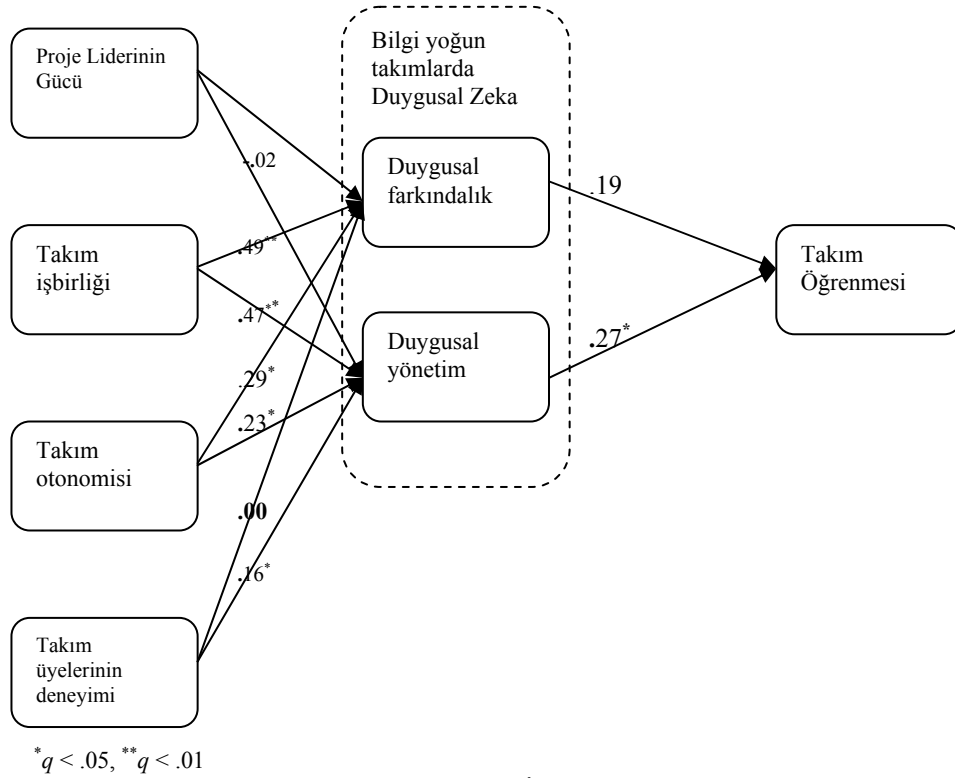 Proje Liderinin
Gücü
Bilgi yoğun
takımlarda
Duygusal Zeka
-.02
Duygusal
farkındalık
.19
Takım
işbirliği
.49**
.47**
Takım
Öğrenmesi
Duygusal
yönetim
.27*
.29*
.23*
Takım
otonomisi
.00
.16*
Takım
üyelerinin
deneyimi
*q < .05, **q < .01